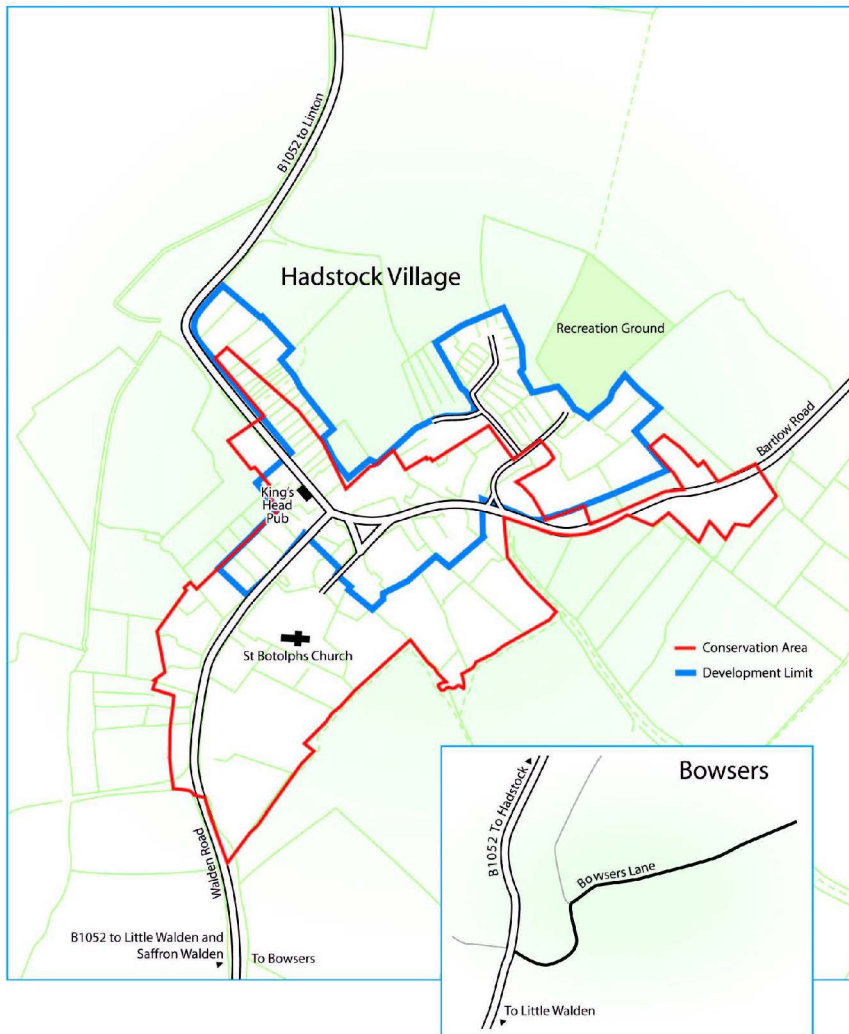 B1052 to Linton
Hadstock Village
Recreation Ground
Bartlow Road
King's
Head
Pub
St Botolphs Church
Conservation Area
Development Limit
Walden Road
B1052 to Little Walden and
Saffron Walden
To Bowsers
Bowsers
B1052 To Hadstock
Bowsers Lane
To Little Walden